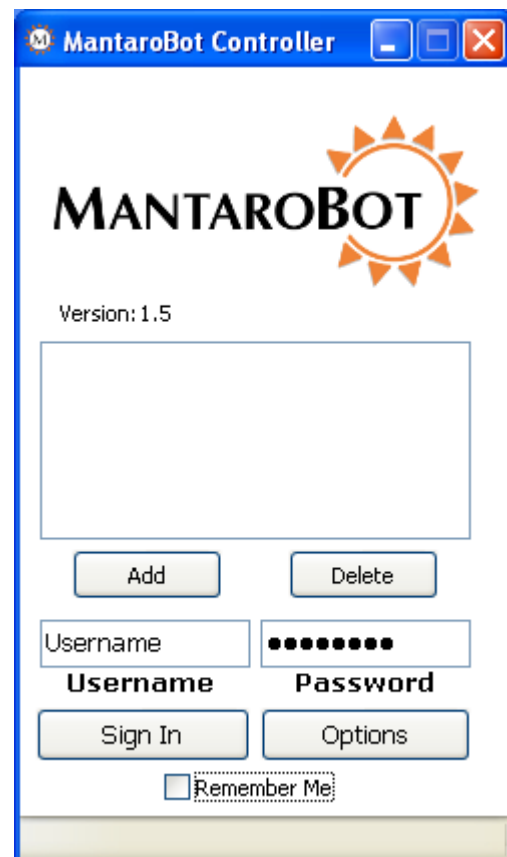 MantaroBot Controller
MANTAROBOT
Version: 1.5
Add Delete
Username ●●●●●●●●
Username Password
Sign In Options
Remember Me